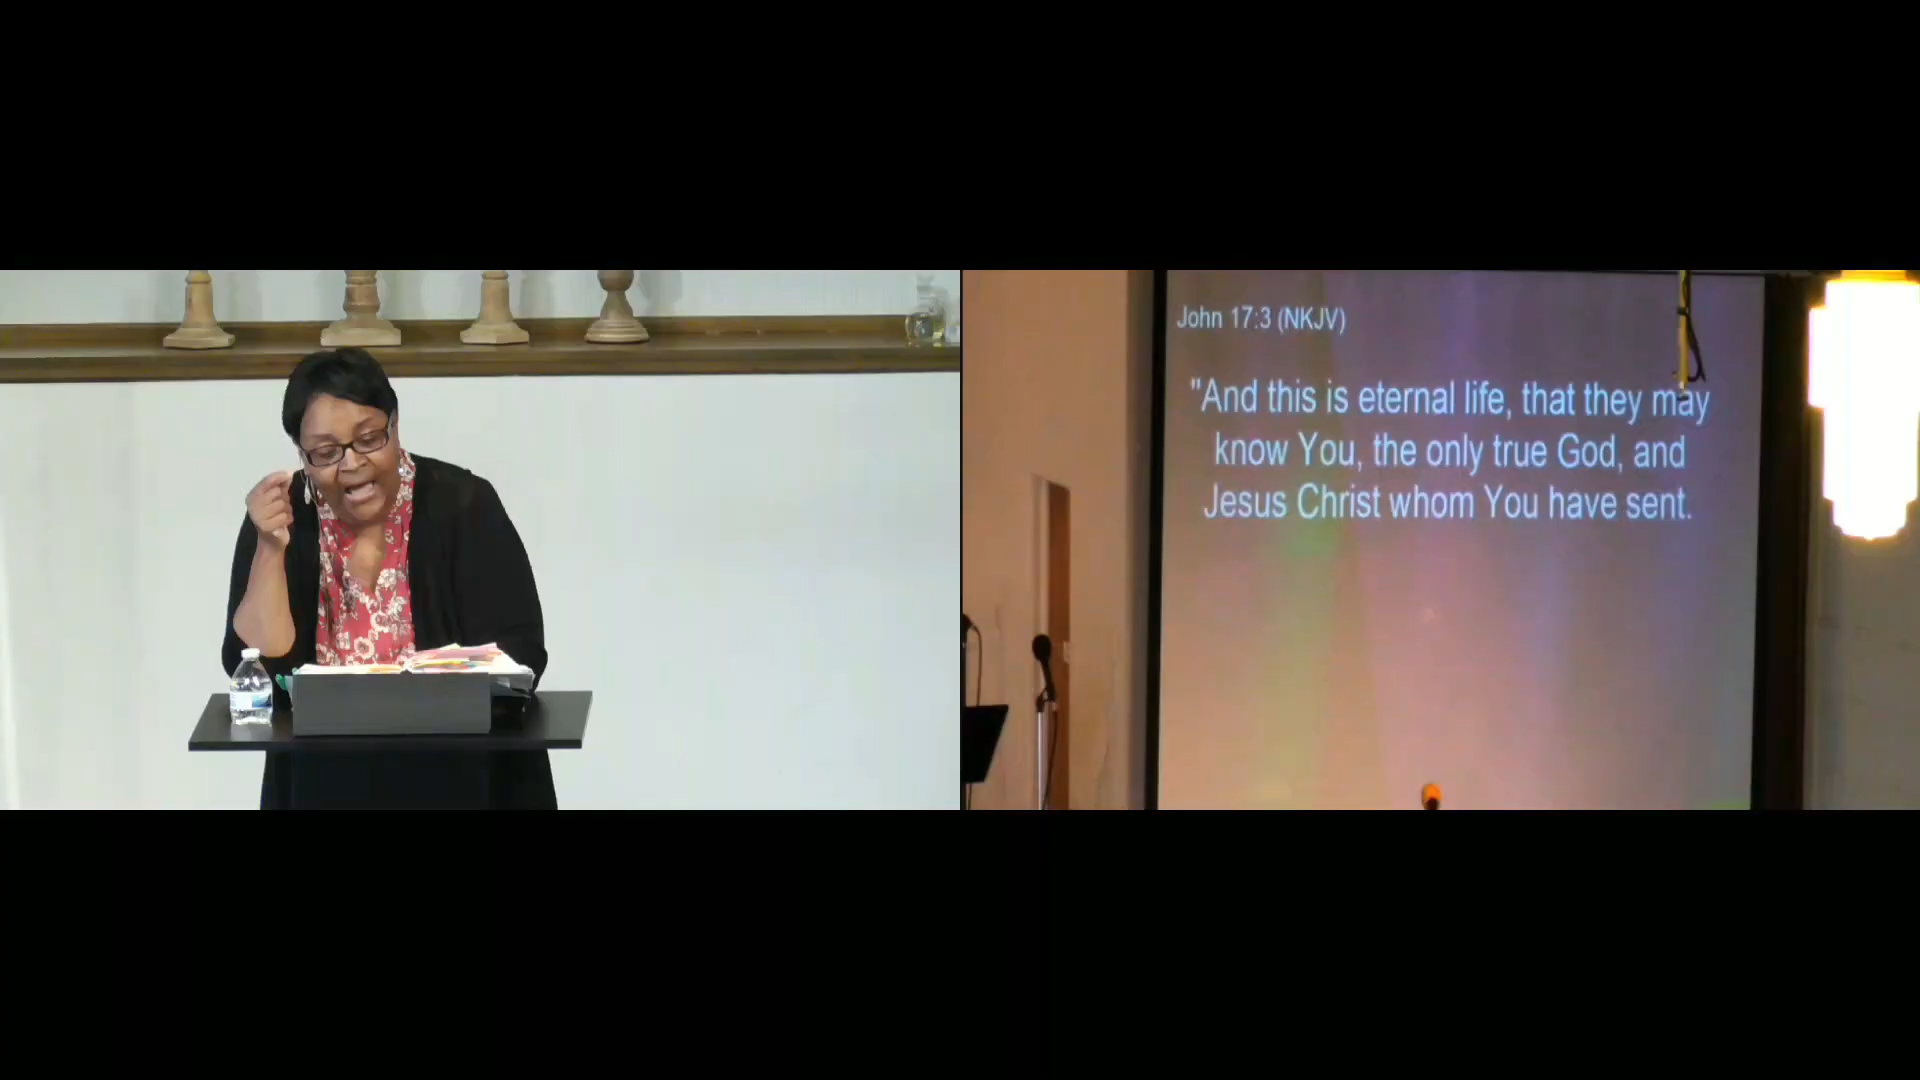 John 17:3 (NKJV)
"And this is eternal life, that they may
know You, the only true God, and
Jesus Christ whom You have sent.